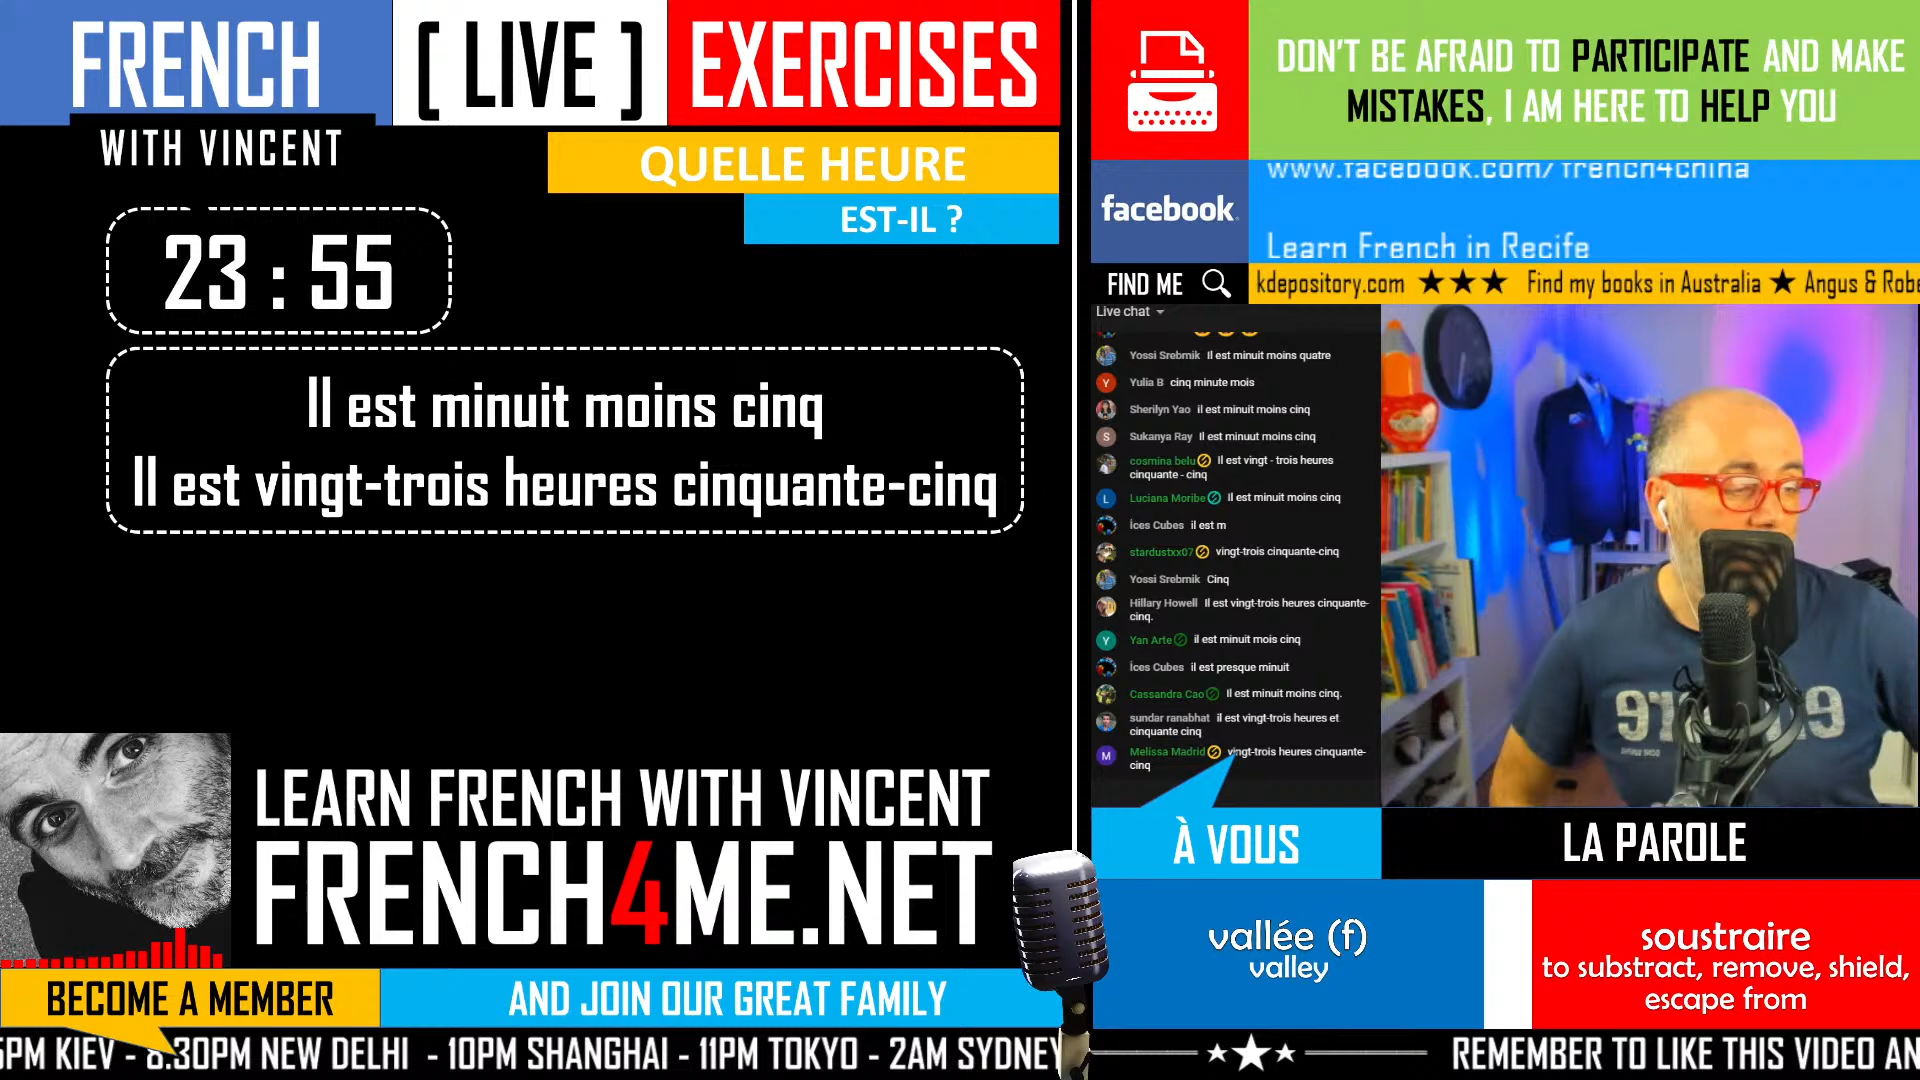 FRENCH
[ LIVE ]
EXERCISES
WITH VINCENT
QUELLE HEURE
EST-IL ?
23 : 55
Il est minuit moins cinq
Il est vingt-trois heures cinquante-cinq
LEARN FRENCH WITH VINCENT
FRENCH4ME.NET
BECOME A MEMBER
AND JOIN OUR GREAT FAMILY
5PM KIEV - 8.30PM NEW DELHI - 10PM SHANGHAI - 11PM TOKYO - 2AM SYDNEY
DON'T BE AFRAID TO PARTICIPATE AND MAKE
MISTAKES, I AM HERE TO HELP YOU
facebook
www.facebook.com/french4china
Learn French in Recife
FIND ME
kdepository.com ★★★ Find my books in Australia ★ Angus & Robe
Live chat
Yossi Srebmik Il est minuit moins quatre
Y Yulia B cinq minute mois
Sherilyn Yao il est minuit moins cinq
S Sukanya Ray Il est minuut moins cinq
cosmina belu Il est vingt - trois heures
cinquante - cinq
L Luciana Moribe Il est minuit moins cinq
İces Cubes il est m
stardustxx07 vingt-trois cinquante-cinq
Yossi Srebmik Cinq
Hillary Howell Il est vingt-trois heures cinquante-
cinq.
Y Yan Arte il est minuit mois cinq
İces Cubes il est presque minuit
Cassandra Cao Il est minuit moins cinq.
sundar ranabhat il est vingt-trois heures et
cinquante cinq
M Melissa Madrid vingt-trois heures cinquante-
cinq
À VOUS
LA PAROLE
vallée (f)
valley
soustraire
to substract, remove, shield,
escape from
REMEMBER TO LIKE THIS VIDEO AN